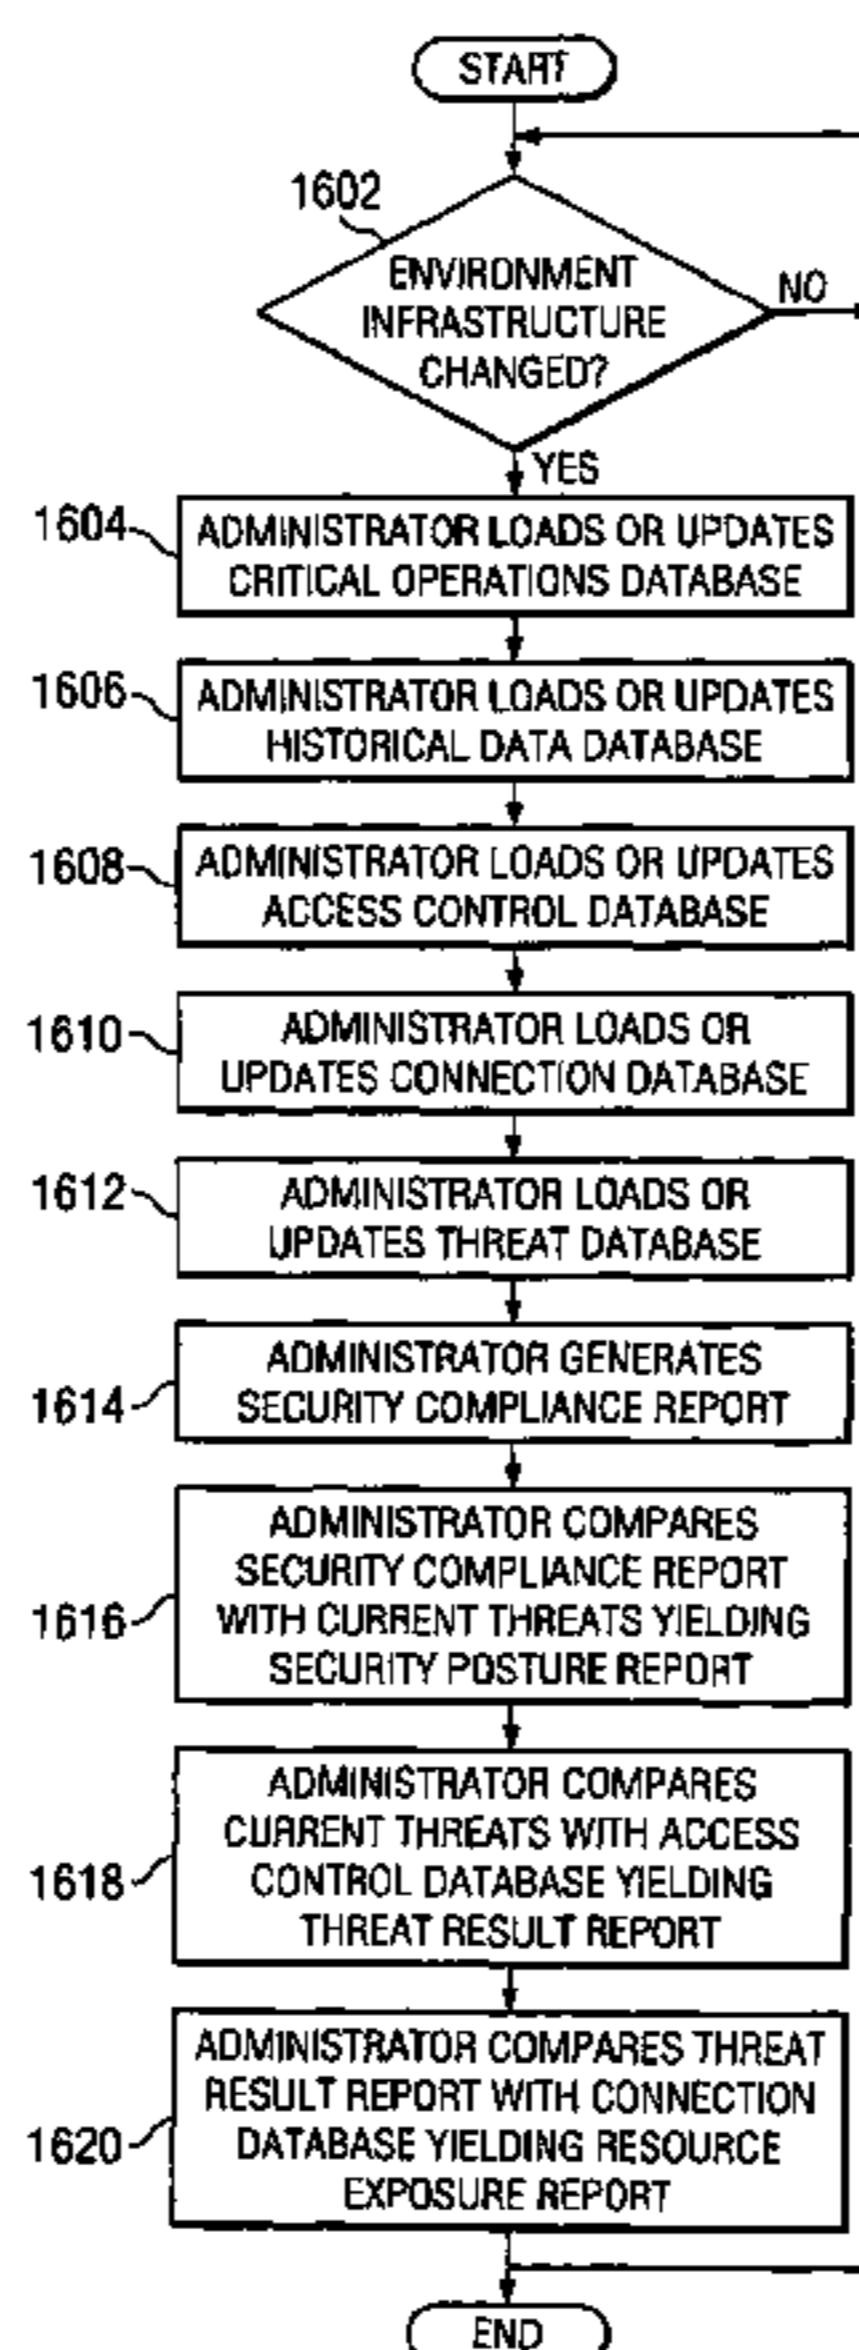 START
1602
ENVIRONMENT
INFRASTRUCTURE
CHANGED?
NO
YES
1604
ADMINISTRATOR LOADS OR UPDATES
CRITICAL OPERATIONS DATABASE
1606
ADMINISTRATOR LOADS OR UPDATES
HISTORICAL DATA DATABASE
1608
ADMINISTRATOR LOADS OR UPDATES
ACCESS CONTROL DATABASE
1610
ADMINISTRATOR LOADS OR
UPDATES CONNECTION DATABASE
1612
ADMINISTRATOR LOADS OR
UPDATES THREAT DATABASE
1614
ADMINISTRATOR GENERATES
SECURITY COMPLIANCE REPORT
1616
ADMINISTRATOR COMPARES
SECURITY COMPLIANCE REPORT
WITH CURRENT THREATS YIELDING
SECURITY POSTURE REPORT
1618
ADMINISTRATOR COMPARES
CURRENT THREATS WITH ACCESS
CONTROL DATABASE YIELDING
THREAT RESULT REPORT
1620
ADMINISTRATOR COMPARES THREAT
RESULT REPORT WITH CONNECTION
DATABASE YIELDING RESOURCE
EXPOSURE REPORT
END